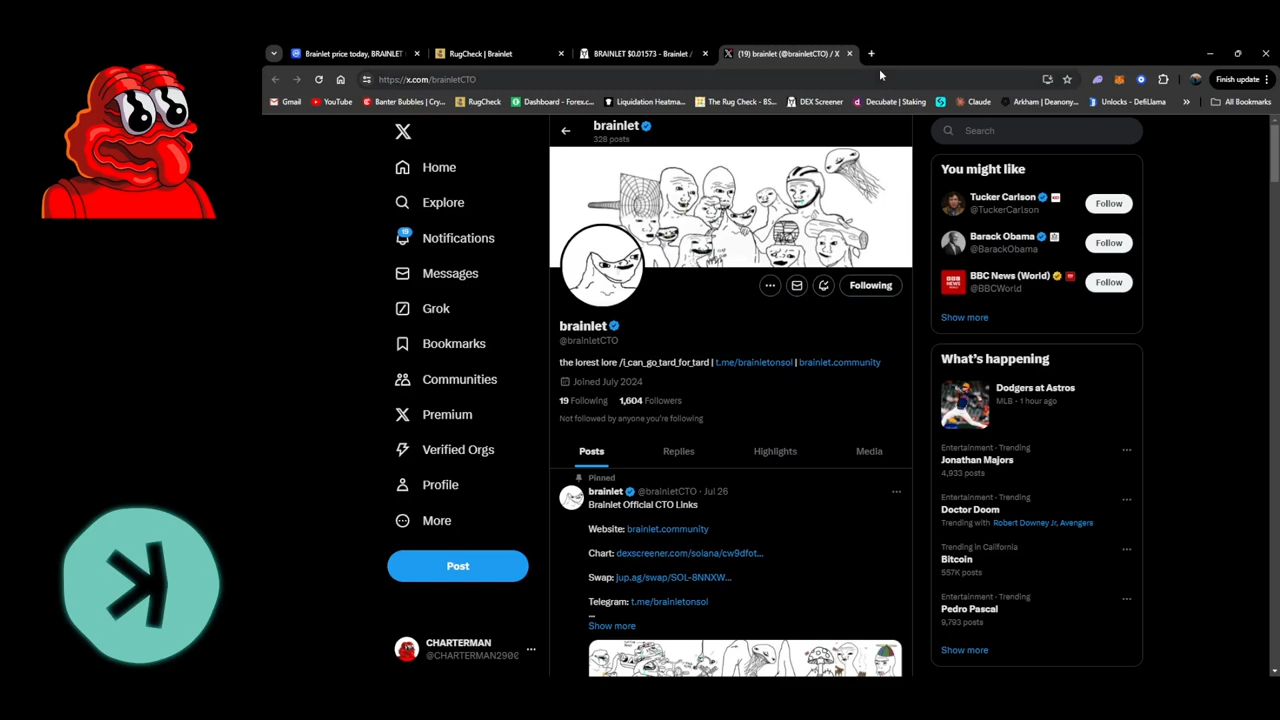 Brainlet price today, BRAINLET
RugCheck | Brainlet
BRAINLET $0.01573 - Brainlet /
(19) brainlet (@brainletCTO) / X
https://x.com/brainletCTO
Finish update
Gmail
YouTube
Banter Bubbles | Cry...
RugCheck
Dashboard - Forex.c...
Liquidation Heatma...
The Rug Check - BS...
DEX Screener
Decubate | Staking
Claude
Arkham | Deanony...
Unlocks - DefiLlama
»
All Bookmarks
Home
Explore
19
Notifications
Messages
Grok
Bookmarks
Communities
Premium
Verified Orgs
Profile
More
Post
CHARTERMAN
brainlet
328 posts
Following
brainlet
@brainletCTO
the lorest lore /i_can_go_tard_for_tard | t.me/brainletonsol | brainlet.community
Joined July 2024
19 Following 1,604 Followers
Not followed by anyone you're following
Posts Replies Highlights Media
Pinned
brainlet @brainletCTO · Jul 26
Brainlet Official CTO Links
Website: brainlet.community
Chart: dexscreener.com/solana/cw9dfot...
Swap: jup.ag/swap/SOL-8NNXW...
Telegram: t.me/brainletonsol
...
Show more
Search
You might like
Tucker Carlson
@TuckerCarlson
Follow
Barack Obama
@BarackObama
Follow
BBC News (World)
@BBCWorld
Follow
Show more
What's happening
Dodgers at Astros
MLB · 1 hour ago
Entertainment · Trending
Jonathan Majors
4,933 posts
Entertainment · Trending
Doctor Doom
Trending with Robert Downey Jr, Avengers
Trending in California
Bitcoin
557K posts
Entertainment · Trending
Pedro Pascal
9,793 posts
Show more